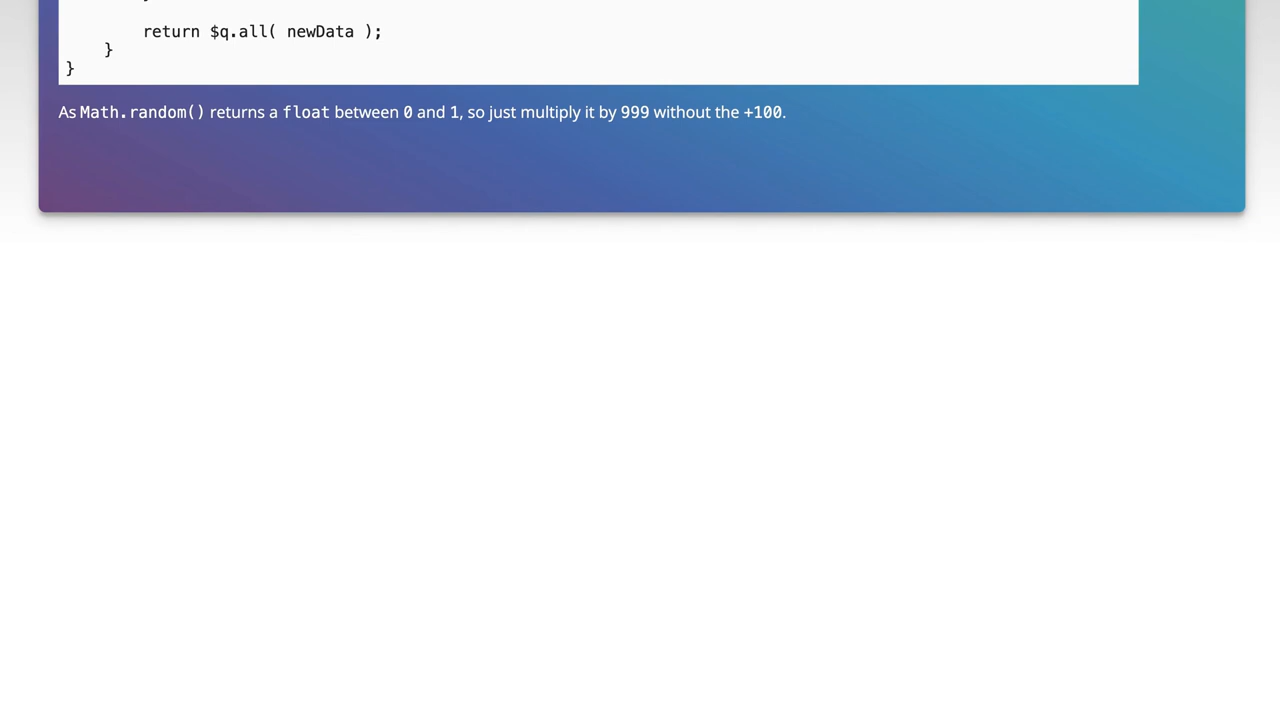 return $q.all( newData );
}
}
As Math.random() returns a float between 0 and 1, so just multiply it by 999 without the +100.